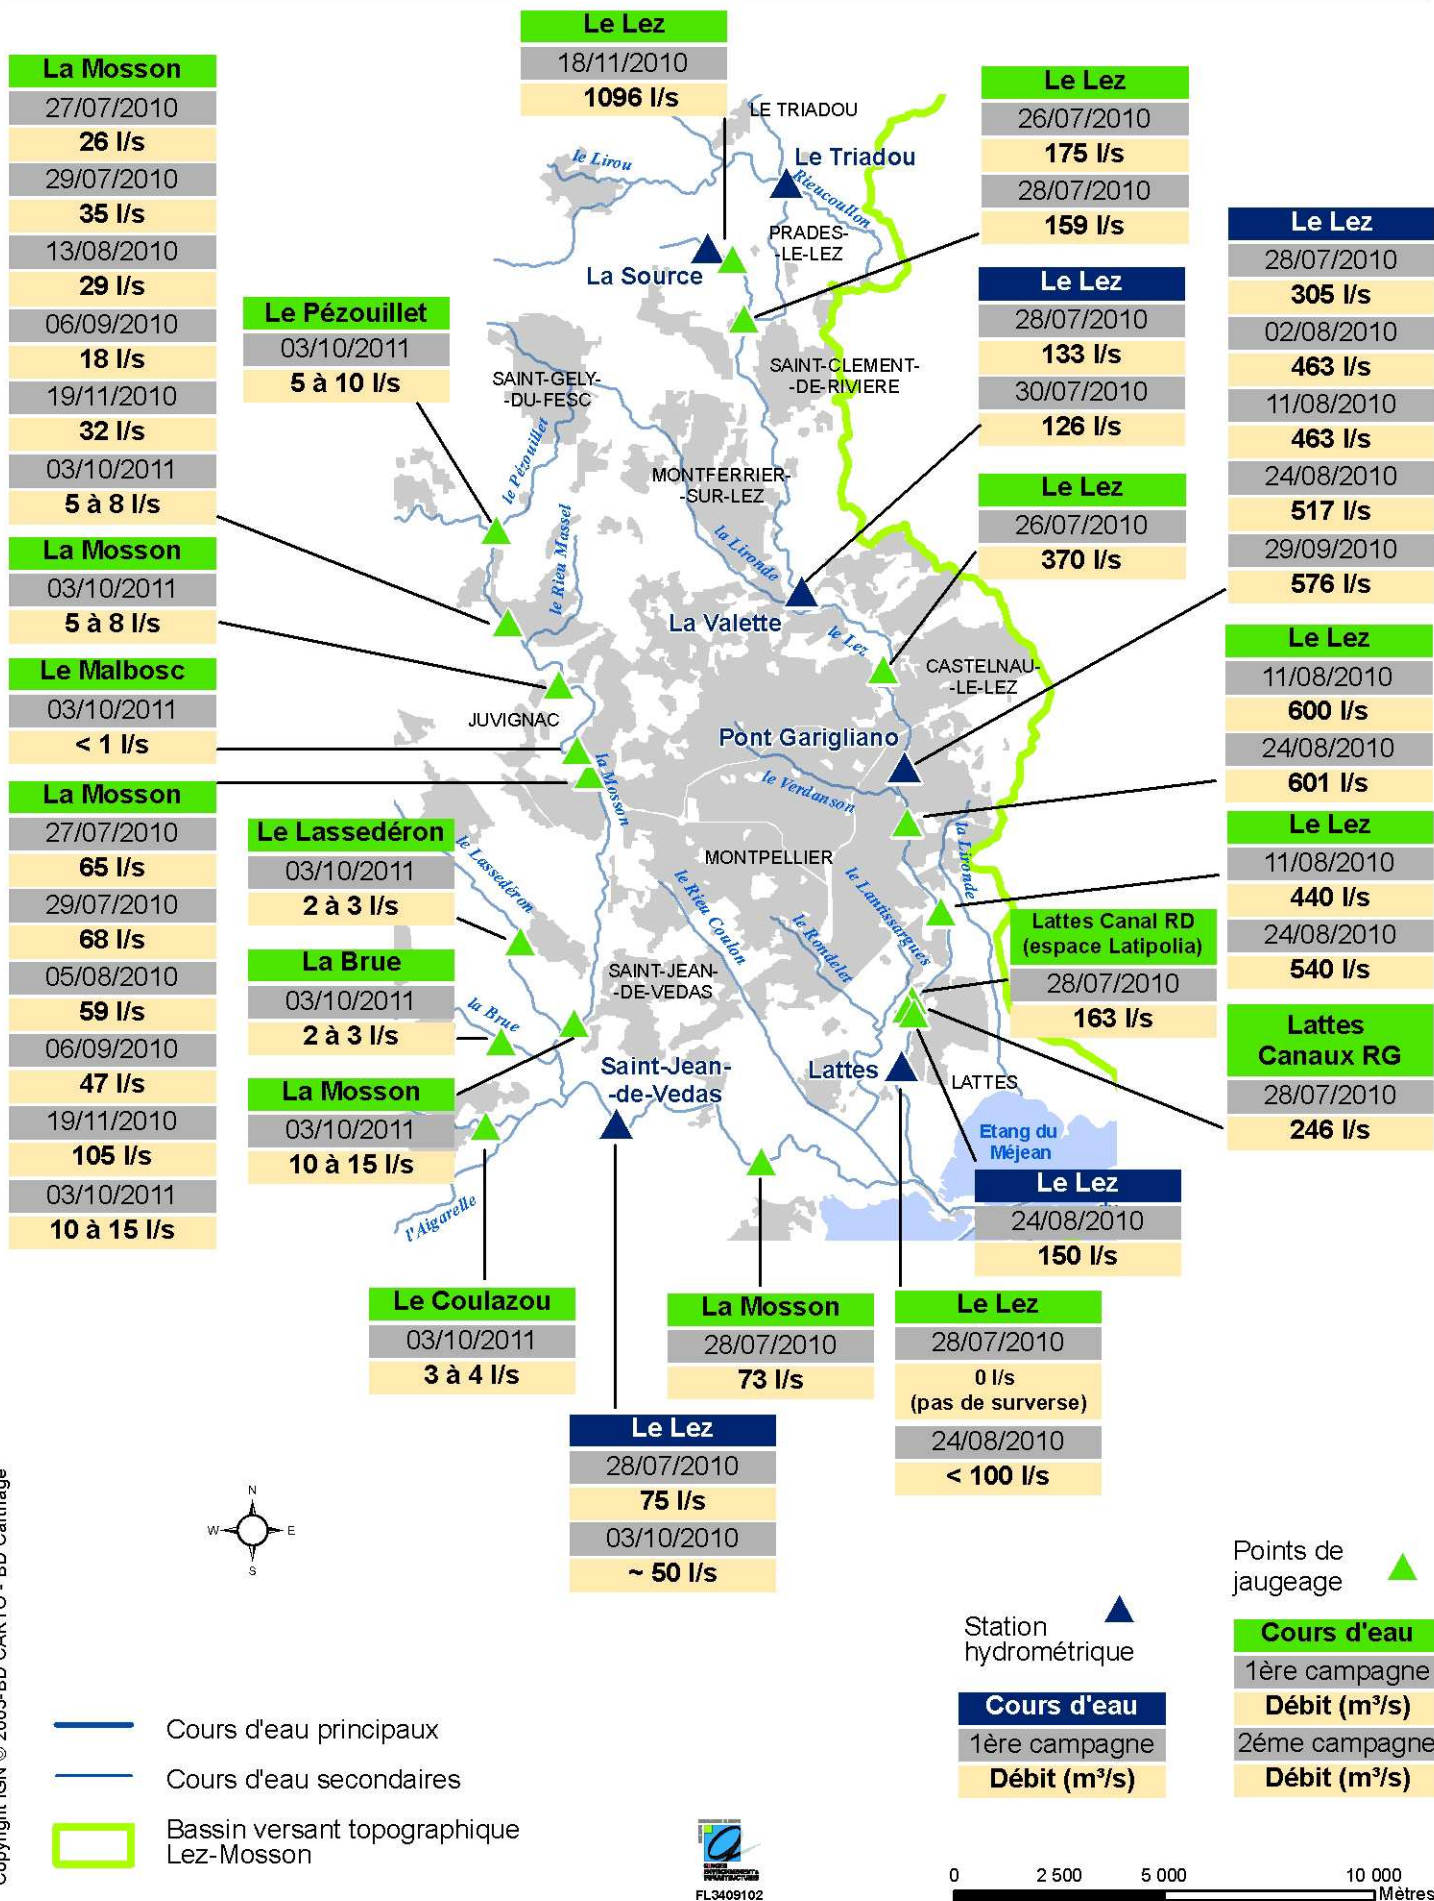 Le Lez
18/11/2010
1096 l/s
La Mosson
27/07/2010
26 l/s
29/07/2010
35 l/s
13/08/2010
29 l/s
06/09/2010
18 l/s
19/11/2010
32 l/s
03/10/2011
5 à 8 l/s
La Mosson
03/10/2011
5 à 8 l/s
Le Malbosc
03/10/2011
< 1 l/s
La Mosson
27/07/2010
65 l/s
29/07/2010
68 l/s
05/08/2010
59 l/s
06/09/2010
47 l/s
19/11/2010
105 l/s
03/10/2011
10 à 15 l/s
Le Pézouillet
03/10/2011
5 à 10 l/s
Le Lassedéron
03/10/2011
2 à 3 l/s
La Brue
03/10/2011
2 à 3 l/s
La Mosson
03/10/2011
10 à 15 l/s
LE TRIADOU
le Lirou
Le Triadou
Rieucoullon
PRADES-
-LE-LEZ
La Source
SAINT-GELY-
-DU-FESC
SAINT-CLEMENT-
-DE-RIVIERE
le Pézouillet
MONTFERRIER-
-SUR-LEZ
le Rieu Massel
la Lironde
La Valette
le Lez
CASTELNAU-
-LE-LEZ
JUVIGNAC
Pont Garigliano
la Mosson
le Verdanson
la Lironde
MONTPELLIER
le Lassedéron
le Rieu Coulon
le Lantissargues
le Rondelet
SAINT-JEAN-
-DE-VEDAS
la Brue
Saint-Jean-
-de-Vedas
Lattes
LATTES
Etang du
Méjean
l'Aigarelle
Le Lez
26/07/2010
175 l/s
28/07/2010
159 l/s
Le Lez
28/07/2010
133 l/s
30/07/2010
126 l/s
Le Lez
26/07/2010
370 l/s
Le Lez
28/07/2010
305 l/s
02/08/2010
463 l/s
11/08/2010
463 l/s
24/08/2010
517 l/s
29/09/2010
576 l/s
Le Lez
11/08/2010
600 l/s
24/08/2010
601 l/s
Le Lez
11/08/2010
440 l/s
24/08/2010
540 l/s
Lattes Canal RD
(espace Latipolia)
28/07/2010
163 l/s
Lattes
Canaux RG
28/07/2010
246 l/s
Le Lez
24/08/2010
150 l/s
Le Coulazou
03/10/2011
3 à 4 l/s
La Mosson
28/07/2010
73 l/s
Le Lez
28/07/2010
0 l/s
(pas de surverse)
24/08/2010
< 100 l/s
Le Lez
28/07/2010
75 l/s
03/10/2010
~ 50 l/s
N
W
E
S
Station
hydrométrique
Cours d'eau
1ère campagne
Débit (m³/s)
Points de
jaugeage
Cours d'eau
1ère campagne
Débit (m³/s)
2éme campagne
Débit (m³/s)
Cours d'eau principaux
Cours d'eau secondaires
Bassin versant topographique
Lez-Mosson
GINGER
ENVIRONNEMENT &
INFRASTRUCTURES
FL3409102
0 2 500 5 000 10 000
Mètres